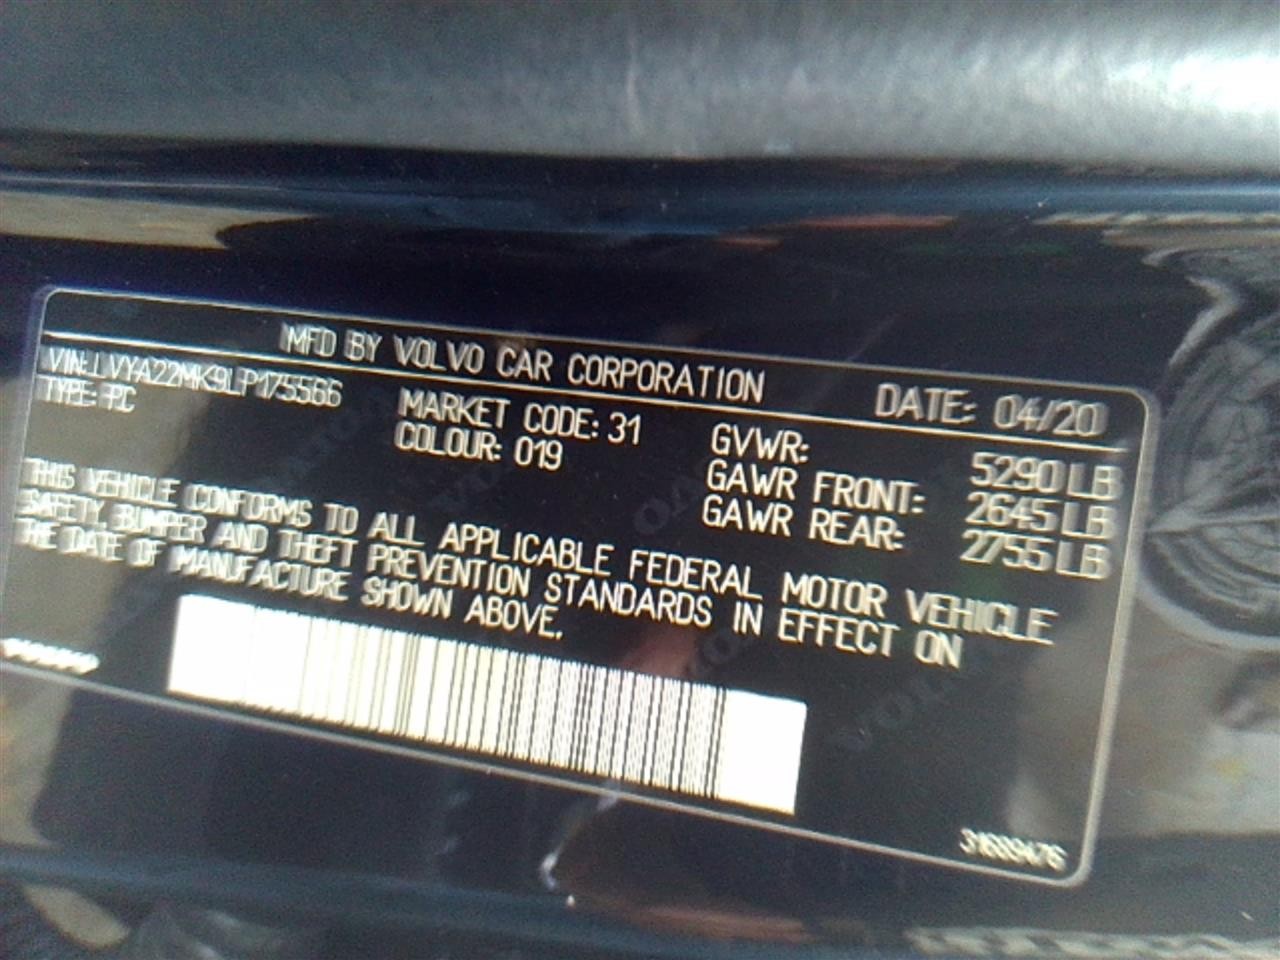 MFD BY VOLVO CAR CORPORATION DATE: 04/20
VIN: LVYA22MK9LP175566 MARKET CODE: 31 GVWR: 5290 LB
TYPE: PC COLOUR: 019 GAWR FRONT: 2645 LB
GAWR REAR: 2755 LB
THIS VEHICLE CONFORMS TO ALL APPLICABLE FEDERAL MOTOR VEHICLE
SAFETY, BUMPER AND THEFT PREVENTION STANDARDS IN EFFECT ON
THE DATE OF MANUFACTURE SHOWN ABOVE.
31689476